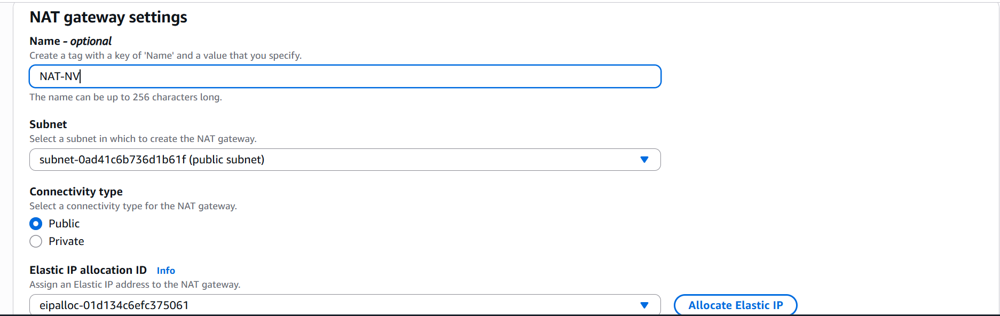 NAT gateway settings
Name - optional
Create a tag with a key of 'Name' and a value that you specify.
NAT-NV
The name can be up to 256 characters long.
Subnet
Select a subnet in which to create the NAT gateway.
subnet-0ad41c6b736d1b61f (public subnet)
Connectivity type
Select a connectivity type for the NAT gateway.
Public
Private
Elastic IP allocation ID Info
Assign an Elastic IP address to the NAT gateway.
eipalloc-01d134c6efc375061
Allocate Elastic IP